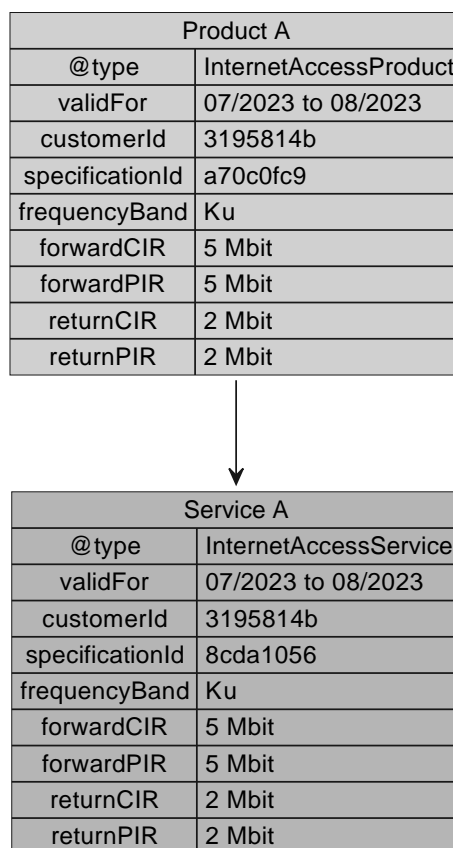 Product A
@type InternetAccessProduct
validFor 07/2023 to 08/2023
customerId 3195814b
specificationId a70c0fc9
frequencyBand Ku
forwardCIR 5 Mbit
forwardPIR 5 Mbit
returnCIR 2 Mbit
returnPIR 2 Mbit
Service A
@type InternetAccessService
validFor 07/2023 to 08/2023
customerId 3195814b
specificationId 8cda1056
frequencyBand Ku
forwardCIR 5 Mbit
forwardPIR 5 Mbit
returnCIR 2 Mbit
returnPIR 2 Mbit